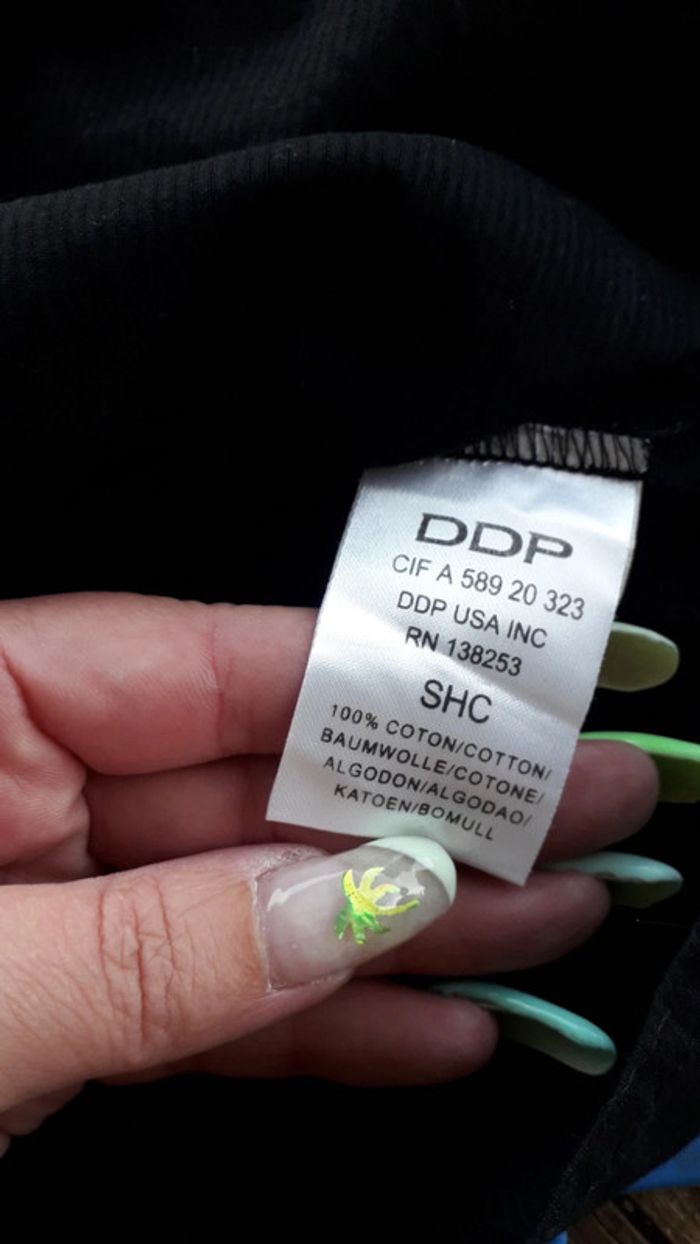 DDP
CIF A 589 20 323
DDP USA INC
RN 138253
SHC
100% COTON/COTTON/
BAUMWOLLE/COTONE/
ALGODON/ALGODAO/
KATOEN/BOMULL